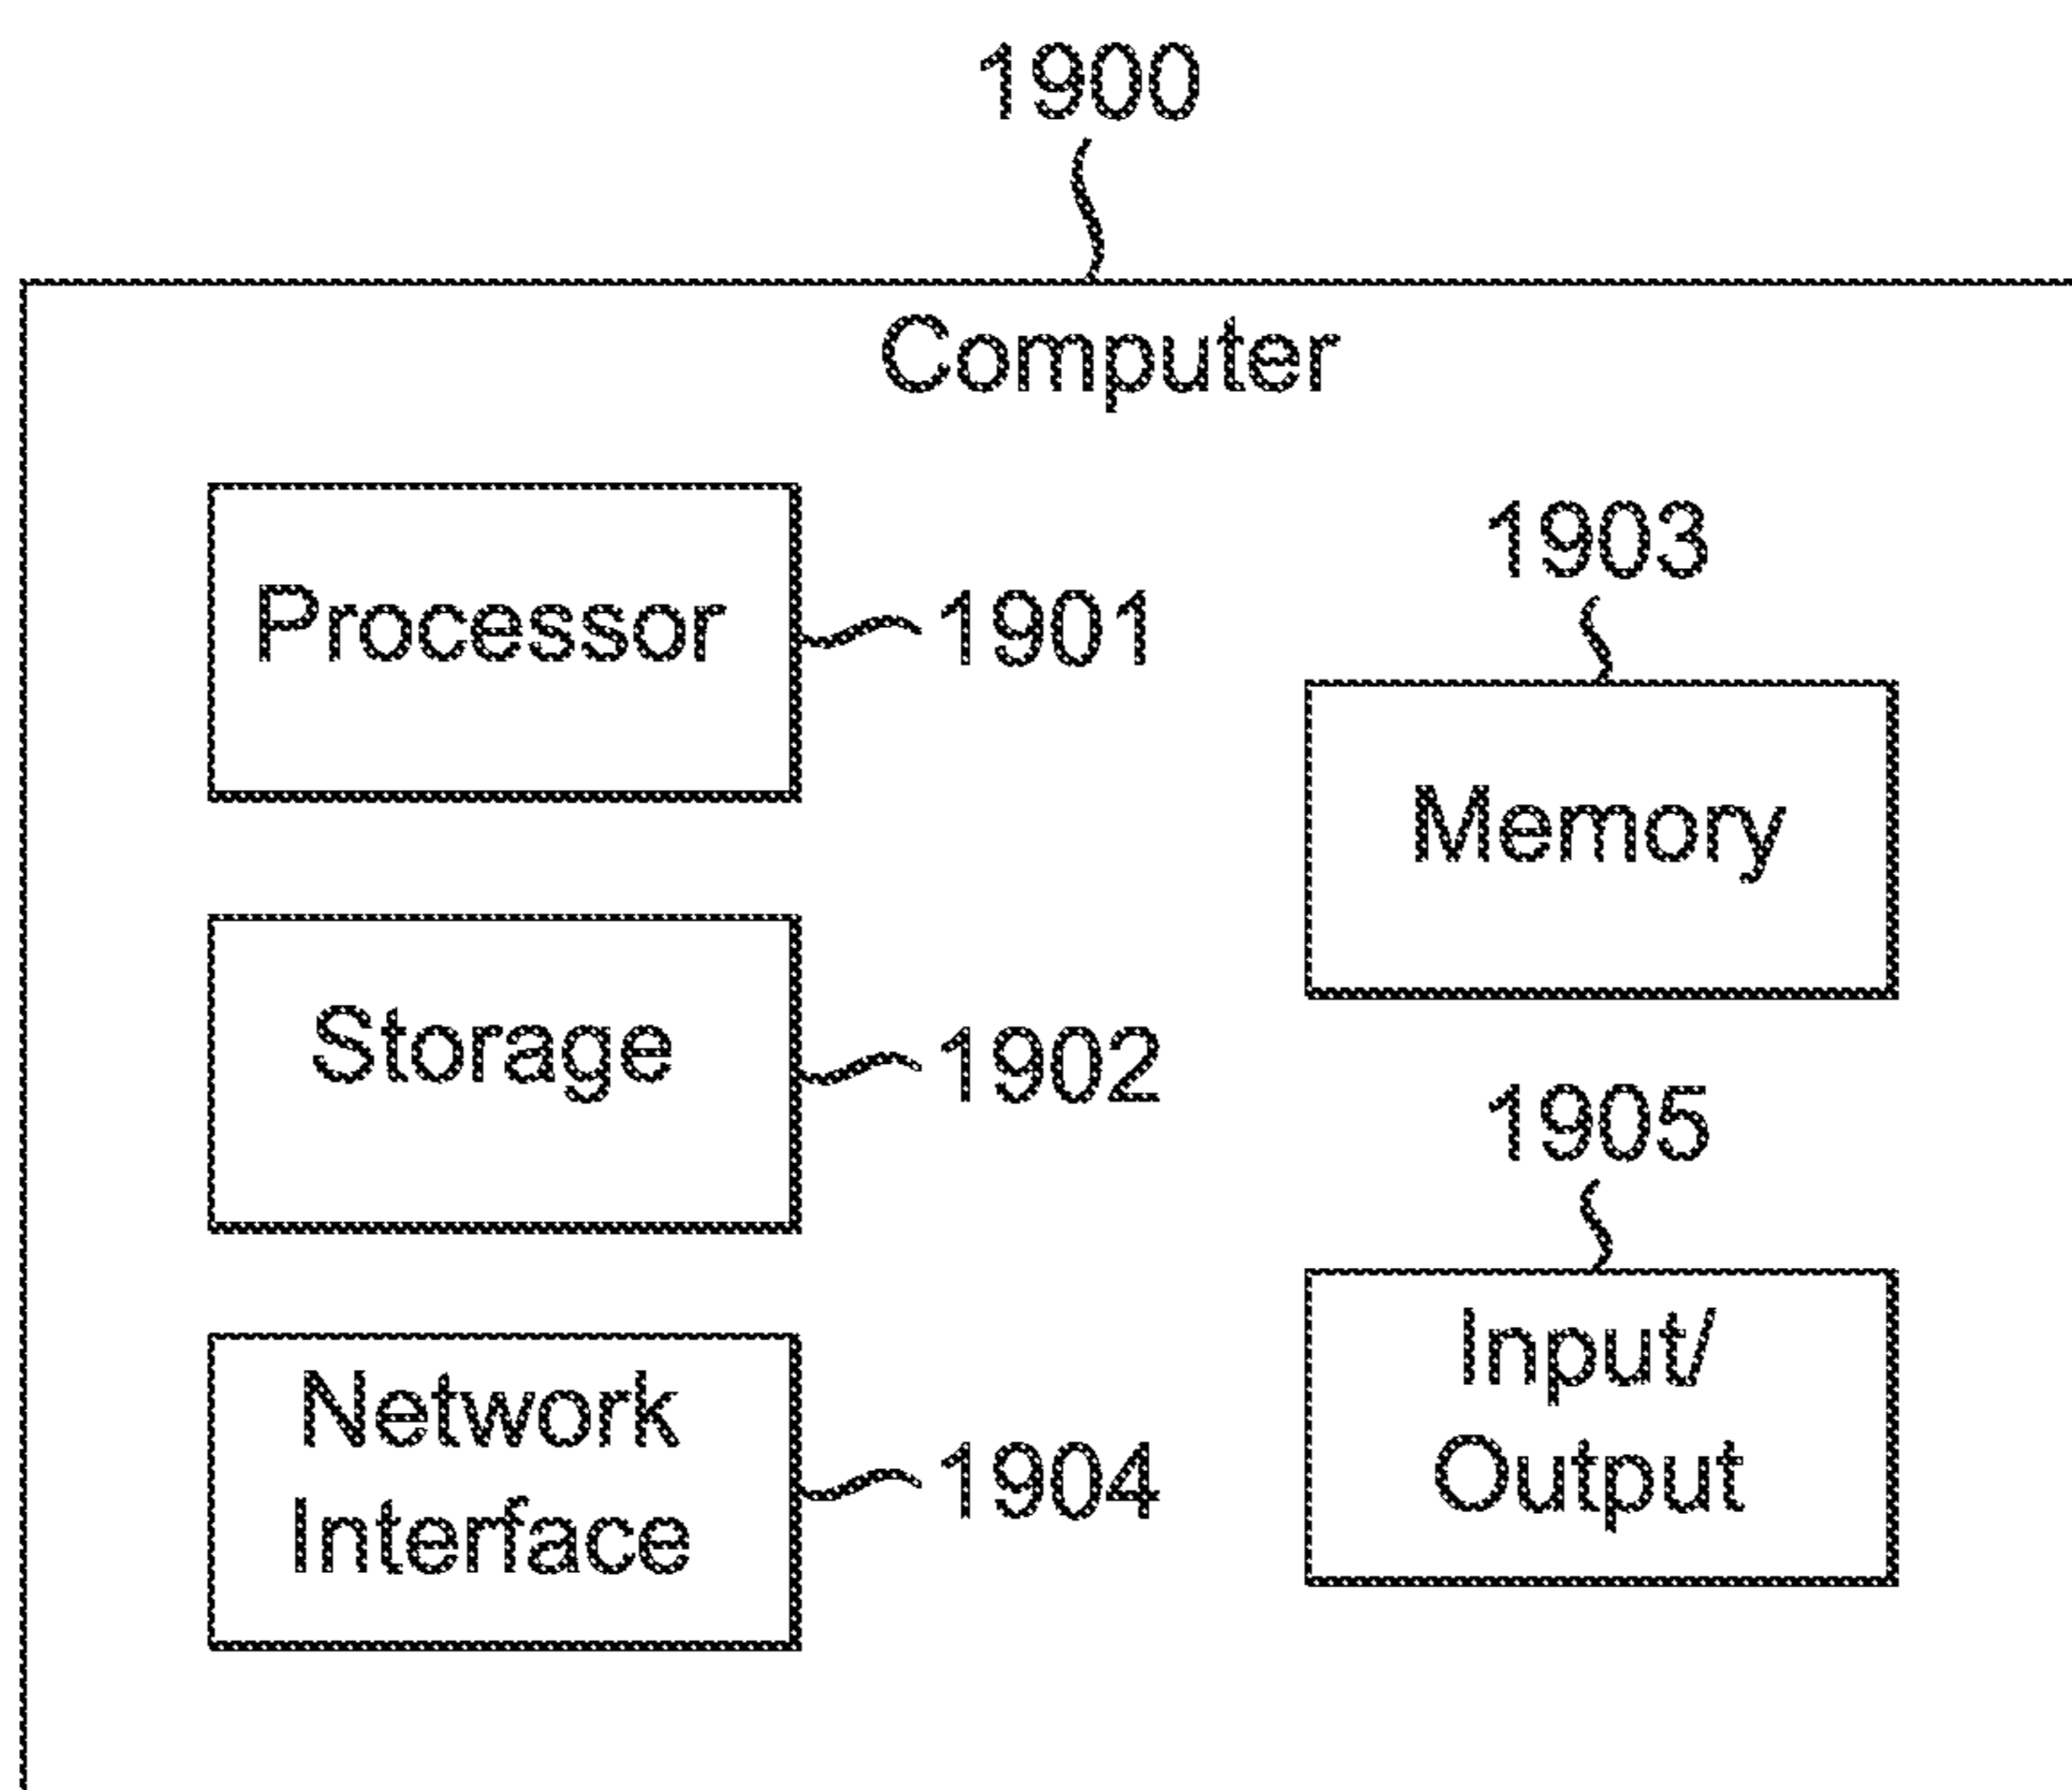 1900
Computer
Processor
1901
1903
Memory
Storage
1902
1905
Input/
Output
Network
Interface
1904